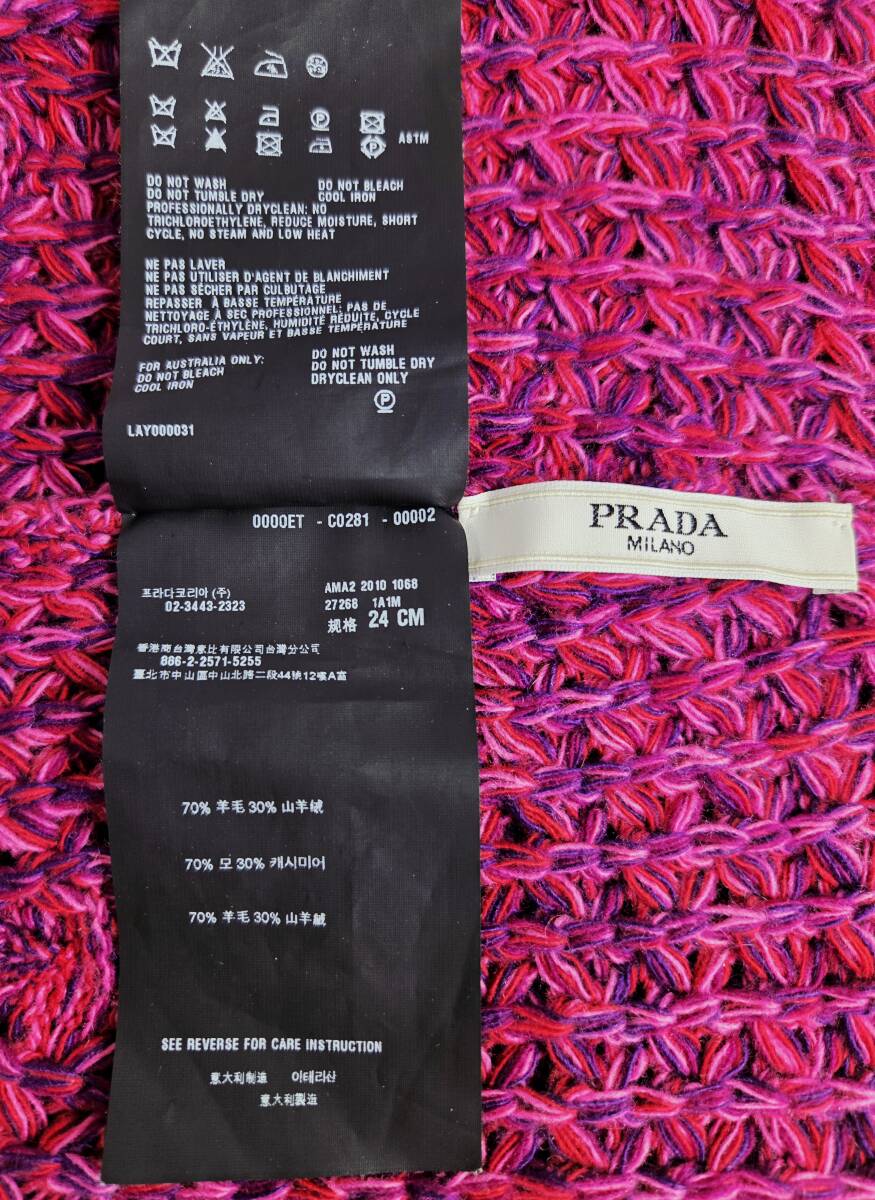 ASTM
DO NOT WASH DO NOT BLEACH
DO NOT TUMBLE DRY COOL IRON
PROFESSIONALLY DRYCLEAN: NO
TRICHLOROETHYLENE, REDUCE MOISTURE, SHORT
CYCLE, NO STEAM AND LOW HEAT
NE PAS LAVER
NE PAS UTILISER D'AGENT DE BLANCHIMENT
NE PAS SÉCHER PAR CULBUTAGE
REPASSER À BASSE TEMPÉRATURE
NETTOYAGE À SEC PROFESSIONNEL: PAS DE
TRICHLORO-ÉTHYLÈNE, HUMIDITÉ RÉDUITE, CYCLE
COURT, SANS VAPEUR ET BASSE TEMPÉRATURE
FOR AUSTRALIA ONLY: DO NOT WASH
DO NOT BLEACH DO NOT TUMBLE DRY
COOL IRON DRYCLEAN ONLY
P
LAY000031
0000ET - C0281 - 00002
PRADA
MILANO
프라다코리아 (주) AMA2 2010 1068
02-3443-2323 27268 1A1M
规格 24 CM
香港商台灣意比有限公司台灣分公司
886-2-2571-5255
臺北市中山區中山北路二段44號12樓A室
70% 羊毛 30% 山羊绒
70% 모 30% 캐시미어
70% 羊毛 30% 山羊絨
SEE REVERSE FOR CARE INSTRUCTION
意大利制造 이태리산
意大利製造